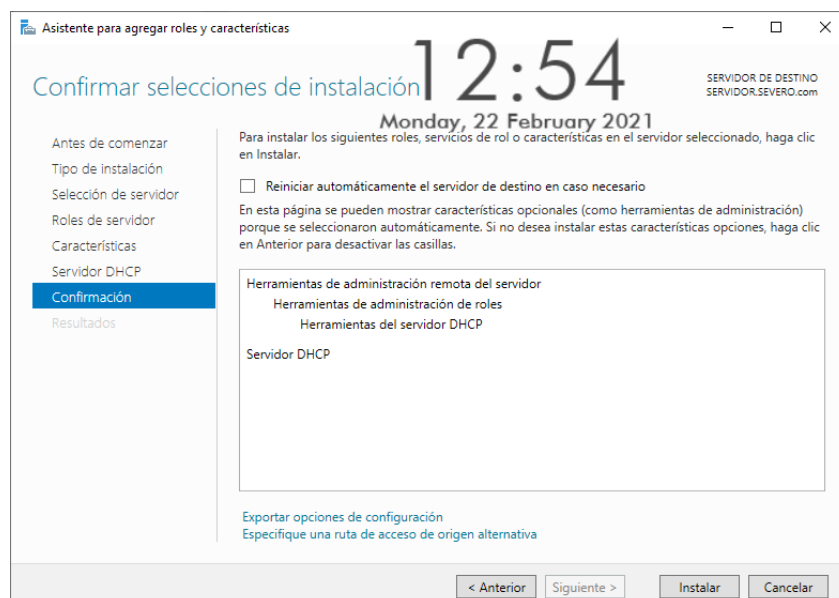 Asistente para agregar roles y características
12:54
Monday, 22 February 2021
Confirmar selecciones de instalación
SERVIDOR DE DESTINO
SERVIDOR.SEVERO.com
Antes de comenzar
Tipo de instalación
Selección de servidor
Roles de servidor
Características
Servidor DHCP
Confirmación
Resultados
Para instalar los siguientes roles, servicios de rol o características en el servidor seleccionado, haga clic
en Instalar.
Reiniciar automáticamente el servidor de destino en caso necesario
En esta página se pueden mostrar características opcionales (como herramientas de administración)
porque se seleccionaron automáticamente. Si no desea instalar estas características opciones, haga clic
en Anterior para desactivar las casillas.
Herramientas de administración remota del servidor
Herramientas de administración de roles
Herramientas del servidor DHCP
Servidor DHCP
Exportar opciones de configuración
Especifique una ruta de acceso de origen alternativa
< Anterior
Siguiente >
Instalar
Cancelar